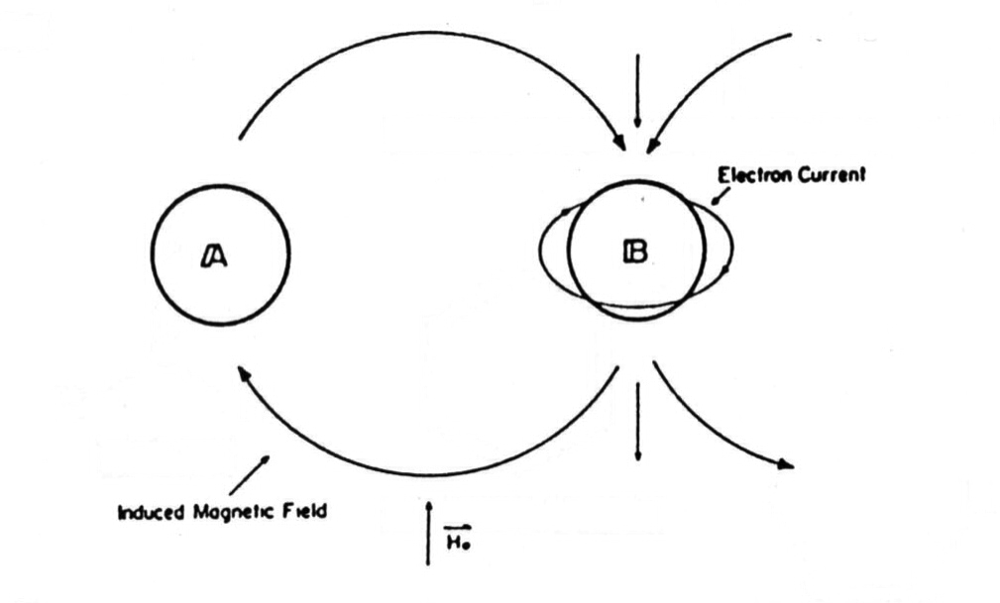 Electron Current
A
B
Induced Magnetic Field
H₀